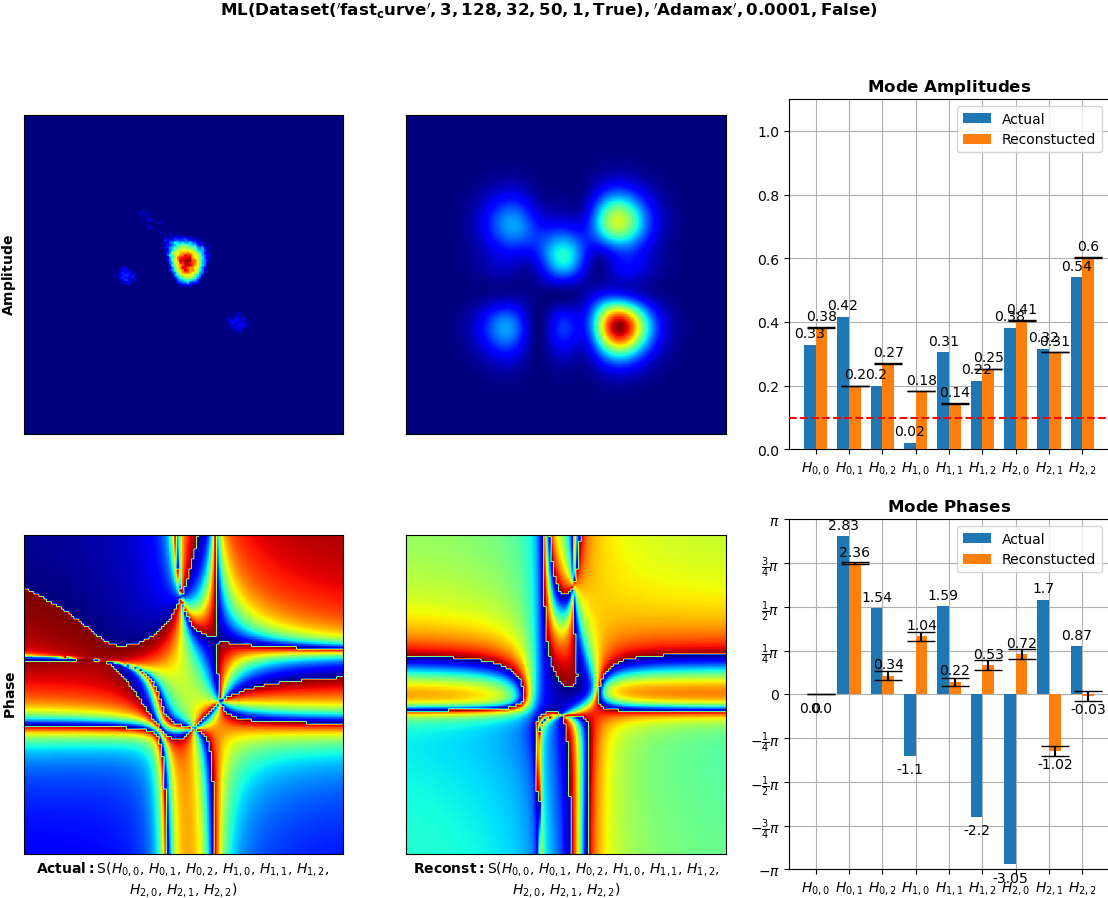 ML(Dataset('fast_curve', 3, 128, 32, 50, 1, True), 'Adamax', 0.0001, False)
Amplitude
Mode Amplitudes
Actual
Reconstucted
1.0
0.8
0.6
0.4
0.2
0.0
0.33 0.38 0.42 0.20 0.2 0.27 0.02 0.18 0.31 0.14 0.22 0.25 0.38 0.41 0.32 0.31 0.54 0.6
H0,0 H0,1 H0,2 H1,0 H1,1 H1,2 H2,0 H2,1 H2,2
Phase
Mode Phases
Actual
Reconstucted
π
3/4π
1/2π
1/4π
0
−1/4π
−1/2π
−3/4π
−π
0.0 0.0 2.83 2.36 1.54 0.34 -1.1 1.04 1.59 0.22 -2.2 0.53 -3.05 0.72 1.7 -1.02 0.87 -0.03
H0,0 H0,1 H0,2 H1,0 H1,1 H1,2 H2,0 H2,1 H2,2
Actual: S(H0,0, H0,1, H0,2, H1,0, H1,1, H1,2,
H2,0, H2,1, H2,2)
Reconst: S(H0,0, H0,1, H0,2, H1,0, H1,1, H1,2,
H2,0, H2,1, H2,2)